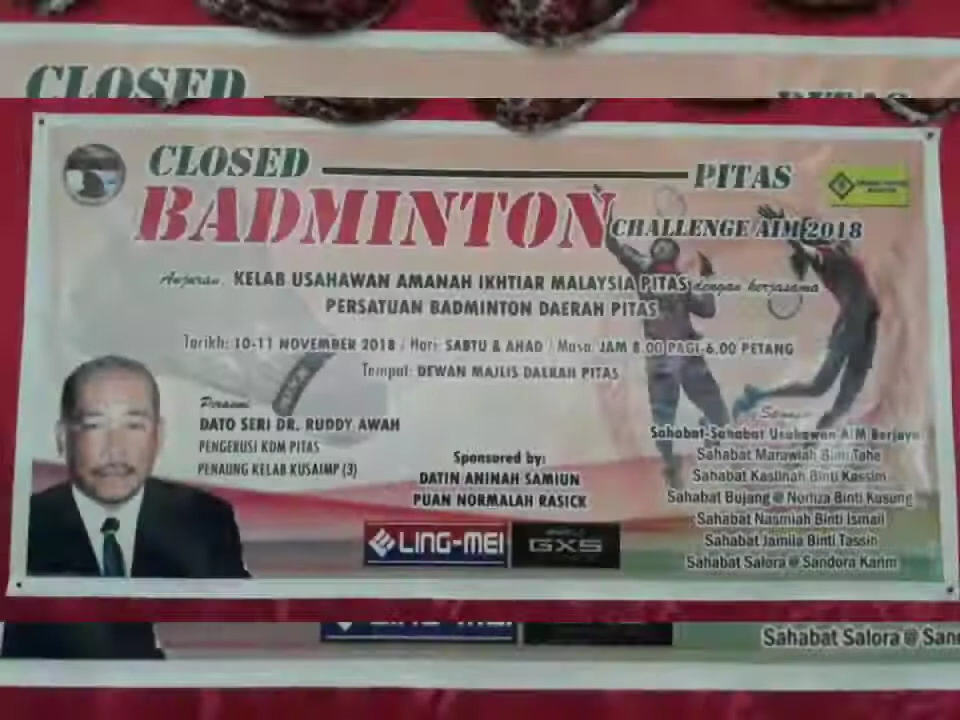 CLOSED
CLOSED PITAS
BADMINTON CHALLENGE AIM 2018
Anjuran: KELAB USAHAWAN AMANAH IKHTIAR MALAYSIA PITAS dengan kerjasama
PERSATUAN BADMINTON DAERAH PITAS
Tarikh: 10-11 NOVEMBER 2018 / Hari: SABTU & AHAD / Masa: JAM 8.00 PAGI-6.00 PETANG
Tempat: DEWAN MAJLIS DAERAH PITAS
Perasmi
DATO SERI DR. RUDDY AWAH
PENGERUSI KDM PITAS
PENAUNG KELAB KUSAIMP (3)
Sponsored by:
DATIN ANINAH SAMIUN
PUAN NORMALAH RASICK
LING-MEI
GXS
Sahabat-Sahabat Usahawan AIM Berjaya
Sahabat Marawiah Binti Tahe
Sahabat Kaslinah Binti Kassim
Sahabat Bujang @ Noriza Binti Kusung
Sahabat Nasmiah Binti Ismail
Sahabat Jamila Binti Tassin
Sahabat Salora @ Sandora Karim
Sahabat Salora @ San